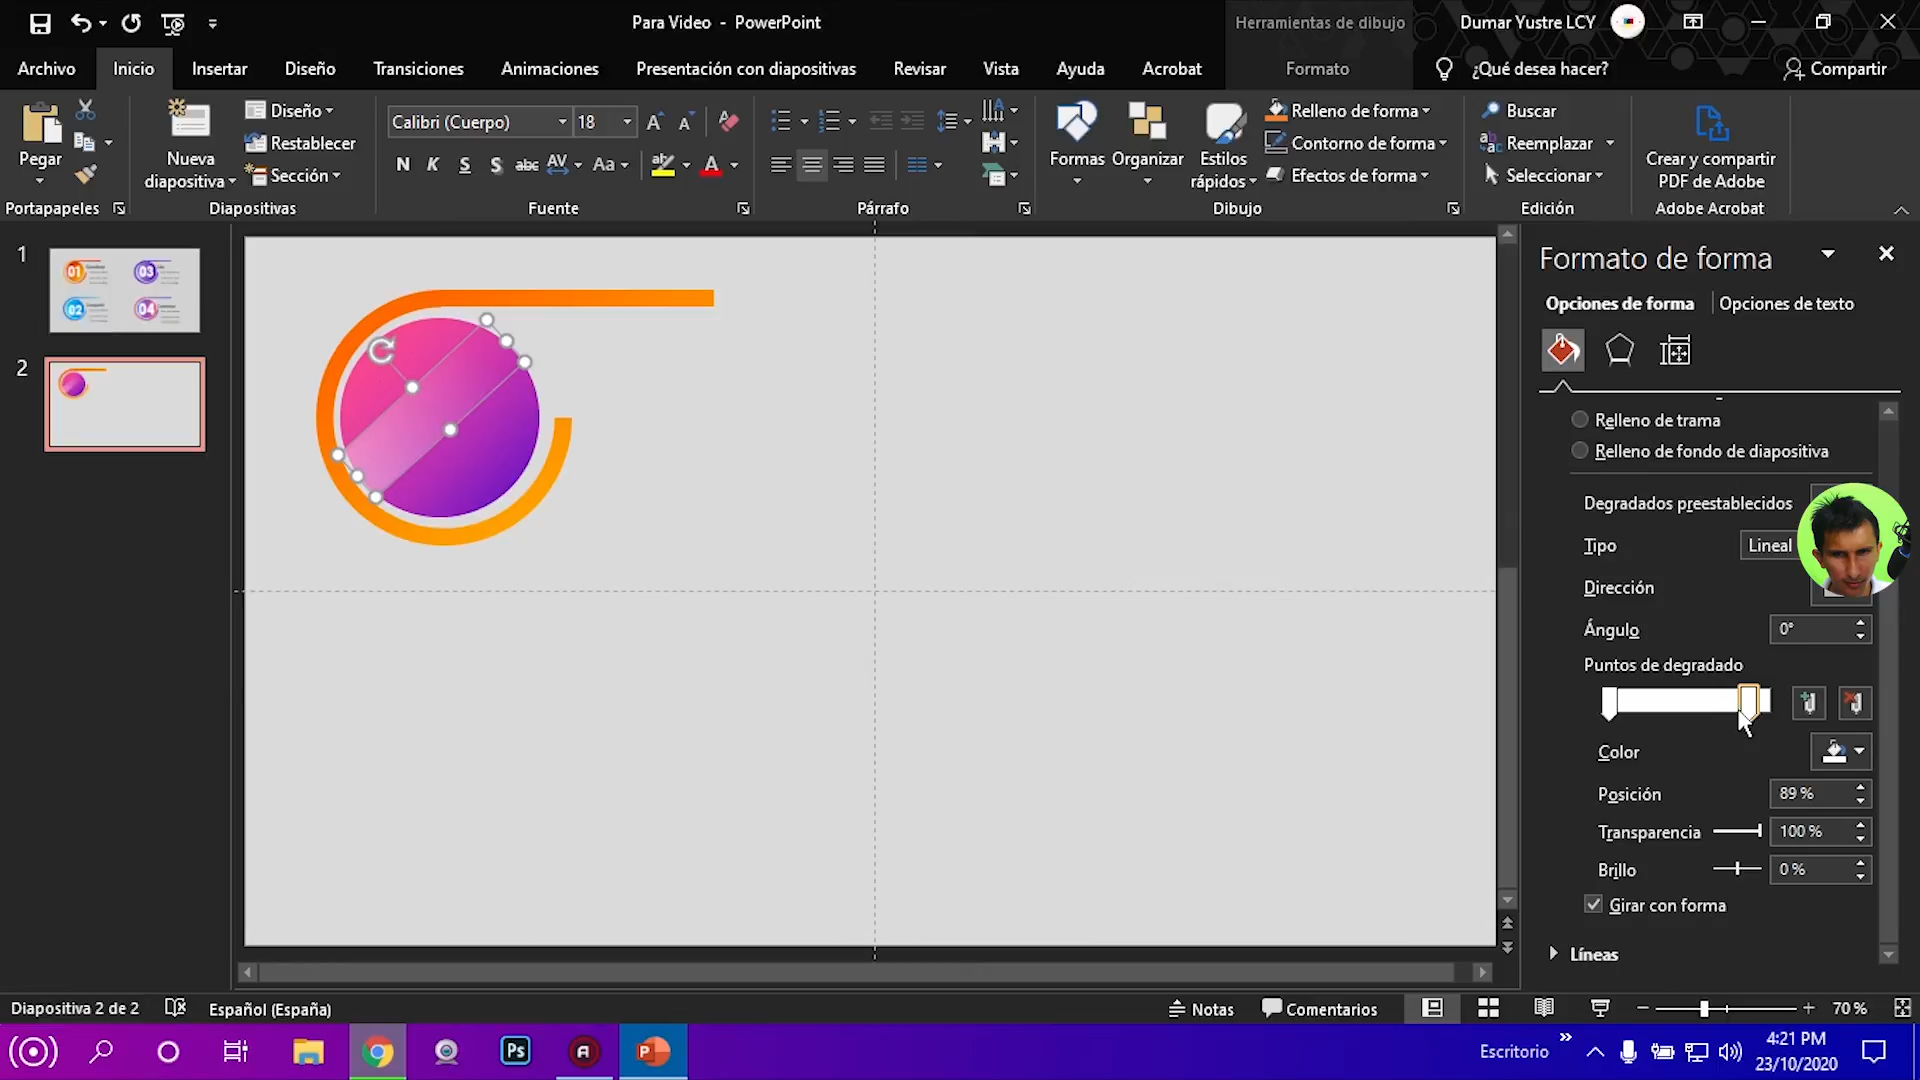 Para Video - PowerPoint
Herramientas de dibujo
Dumar Yustre LCY
Archivo
Inicio
Insertar
Diseño
Transiciones
Animaciones
Presentación con diapositivas
Revisar
Vista
Ayuda
Acrobat
Formato
¿Qué desea hacer?
Compartir
Pegar
Portapapeles
Nueva
diapositiva
Diseño
Restablecer
Sección
Diapositivas
Calibri (Cuerpo)
18
N K S S abc AV Aa A
Fuente
Párrafo
Formas
Organizar
Estilos
rápidos
Relleno de forma
Contorno de forma
Efectos de forma
Dibujo
Buscar
Reemplazar
Seleccionar
Edición
Crear y compartir
PDF de Adobe
Adobe Acrobat
1
01
03
02
04
2
Formato de forma
Opciones de forma
Opciones de texto
Relleno de trama
Relleno de fondo de diapositiva
Degradados preestablecidos
Tipo
Lineal
Dirección
Ángulo
0°
Puntos de degradado
Color
Posición
89 %
Transparencia
100 %
Brillo
0 %
Girar con forma
Líneas
Diapositiva 2 de 2
Español (España)
Notas
Comentarios
70 %
Ps
Escritorio
4:21 PM
23/10/2020